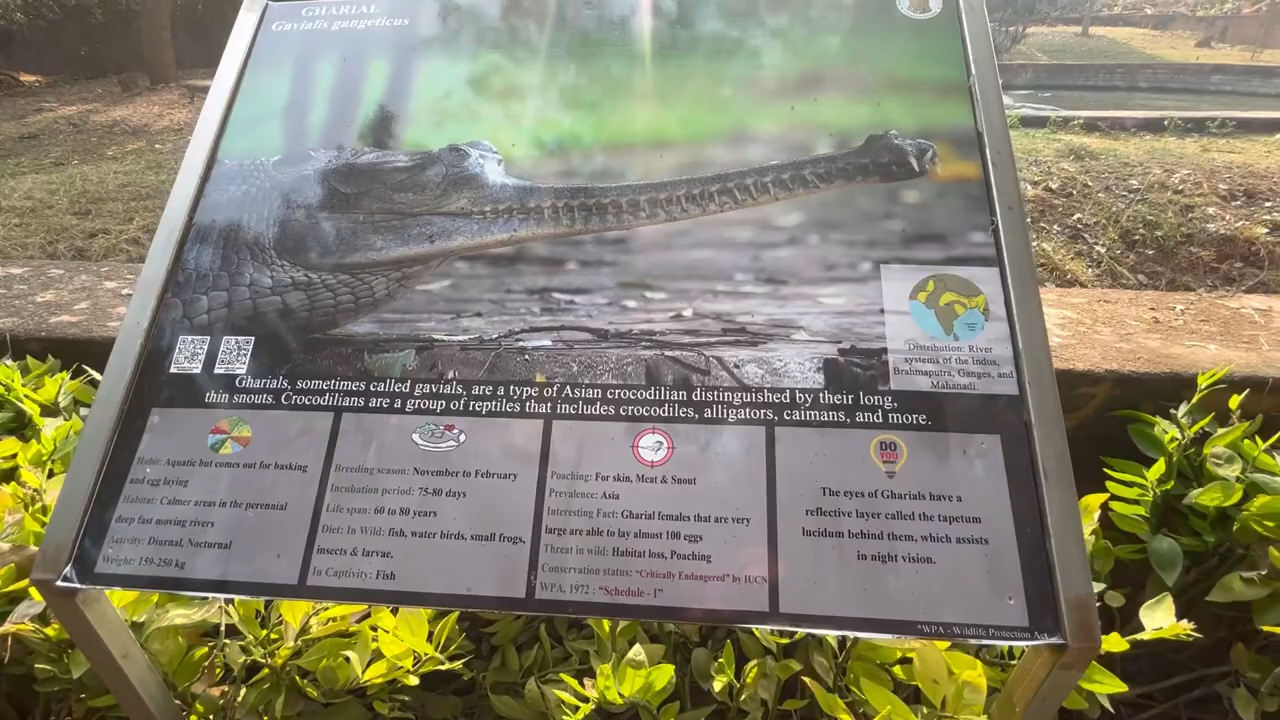 GHARIAL
Gavialis gangeticus
Distribution: River
systems of the Indus,
Brahmaputra, Ganges, and
Mahanadi.
Gharials, sometimes called gavials, are a type of Asian crocodilian distinguished by their long,
thin snouts. Crocodilians are a group of reptiles that includes crocodiles, alligators, caimans, and more.
Habit: Aquatic but comes out for basking
and egg laying
Habitat: Calmer areas in the perennial
deep fast moving rivers
Activity: Diurnal, Nocturnal
Weight: 159-250 kg
Breeding season: November to February
Incubation period: 75-80 days
Life span: 60 to 80 years
Diet: In Wild: fish, water birds, small frogs,
insects & larvae.
In Captivity: Fish
Poaching: For skin, Meat & Snout
Prevalence: Asia
Interesting Fact: Gharial females that are very
large are able to lay almost 100 eggs
Threat in wild: Habitat loss, Poaching
Conservation status: "Critically Endangered" by IUCN
WPA, 1972 : "Schedule - I"
DO
YOU
The eyes of Gharials have a
reflective layer called the tapetum
lucidum behind them, which assists
in night vision.
*WPA - Wildlife Protection Act